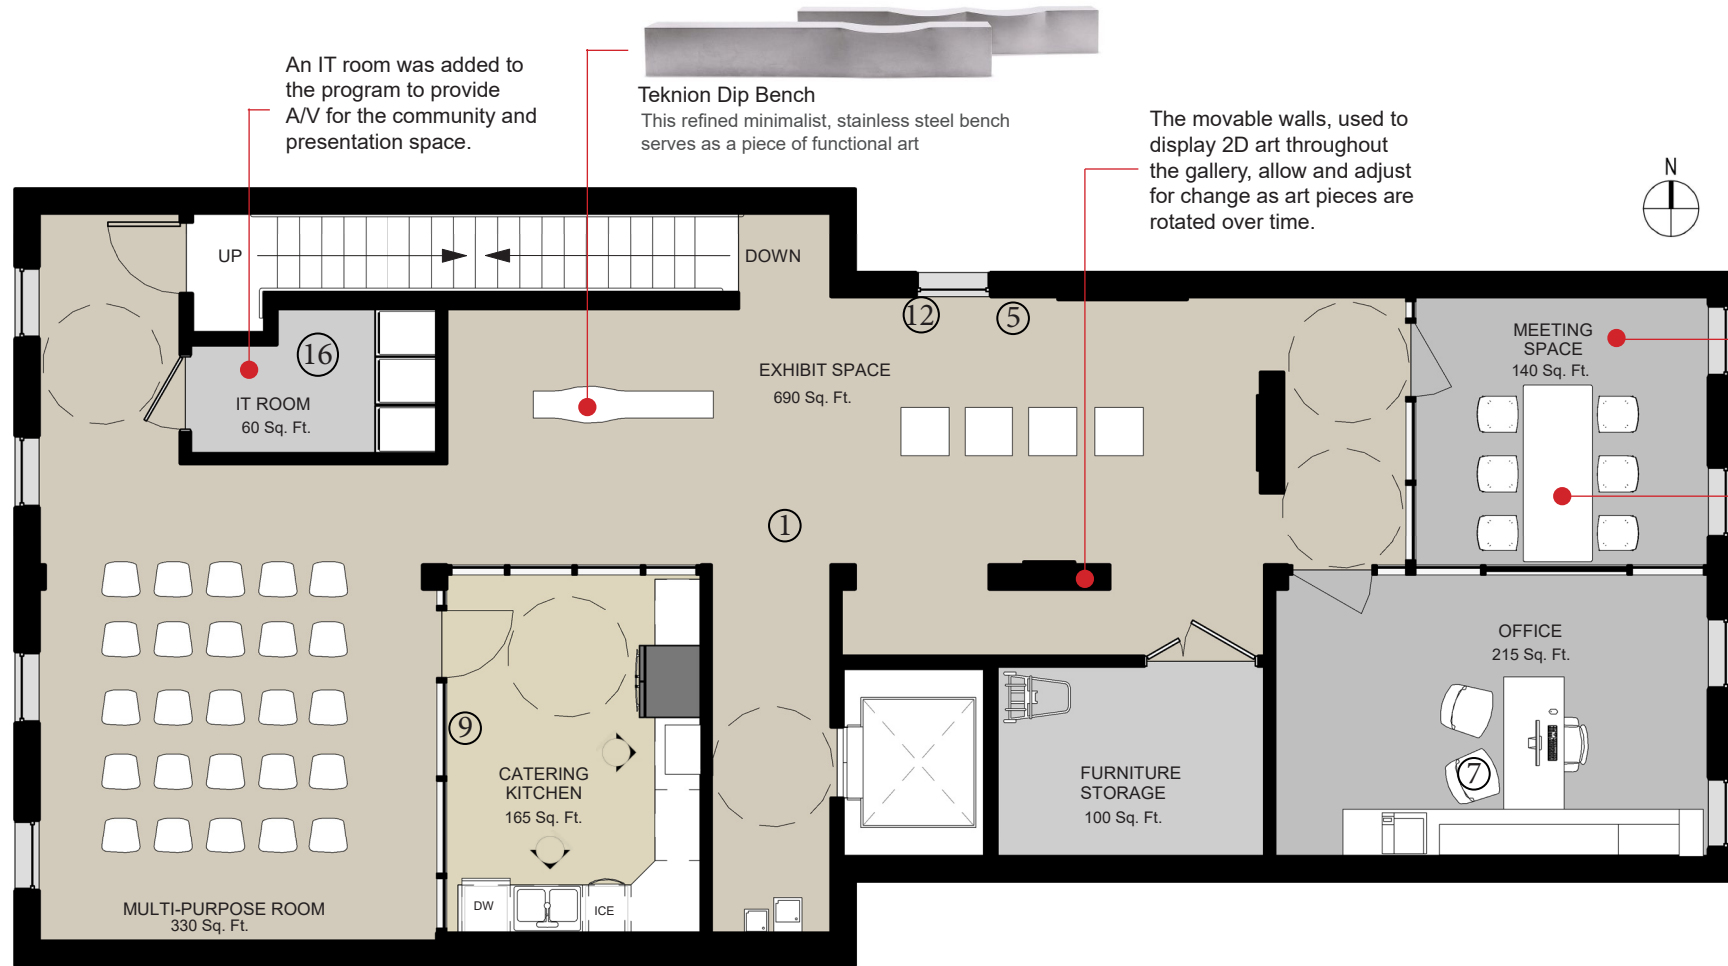 An IT room was added to
the program to provide
A/V for the community and
presentation space.
Teknion Dip Bench
This refined minimalist, stainless steel bench
serves as a piece of functional art
The movable walls, used to
display 2D art throughout
the gallery, allow and adjust
for change as art pieces are
rotated over time.
N
UP
DOWN
12
5
16
IT ROOM
60 Sq. Ft.
EXHIBIT SPACE
690 Sq. Ft.
MEETING
SPACE
140 Sq. Ft.
1
OFFICE
215 Sq. Ft.
9
CATERING
KITCHEN
165 Sq. Ft.
FURNITURE
STORAGE
100 Sq. Ft.
7
DW
ICE
MULTI-PURPOSE ROOM
330 Sq. Ft.